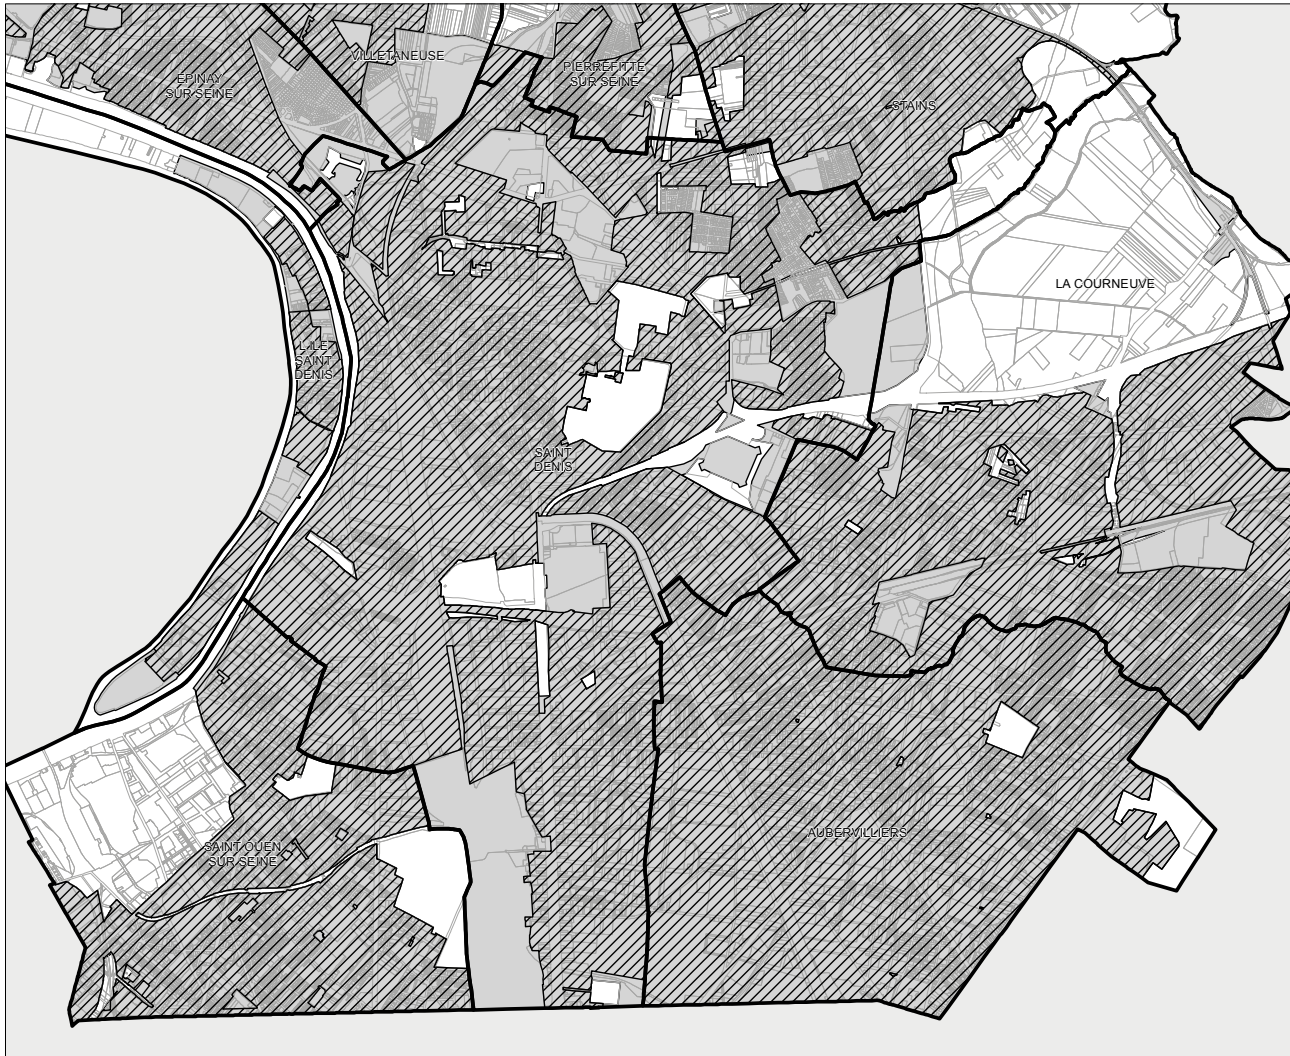 VILLETANEUSE
PIERREFITTE
SUR SEINE
EPINAY
SUR SEINE
STAINS
LA COURNEUVE
L ILE
SAINT
DENIS
SAINT
DENIS
AUBERVILLIERS
SAINT OUEN
SUR SEINE